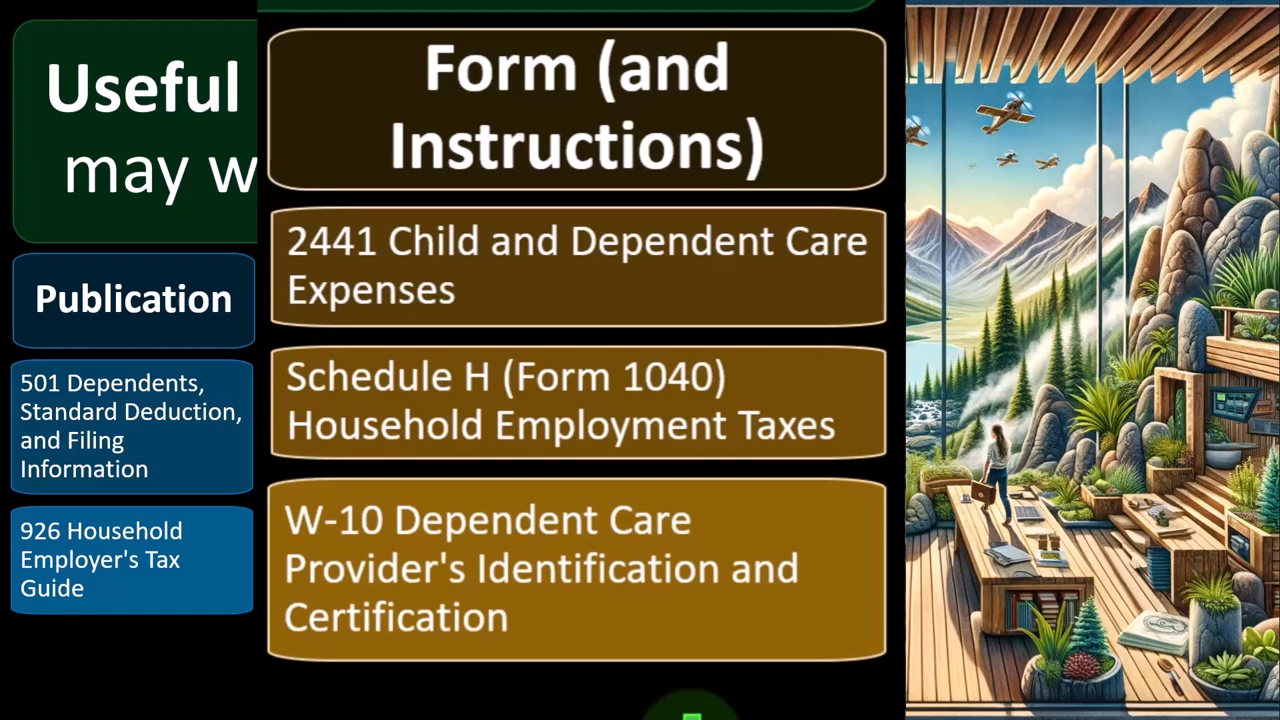 Useful
may w
Publication
501 Dependents,
Standard Deduction,
and Filing
Information
926 Household
Employer's Tax
Guide
Form (and
Instructions)
2441 Child and Dependent Care
Expenses
Schedule H (Form 1040)
Household Employment Taxes
W-10 Dependent Care
Provider's Identification and
Certification